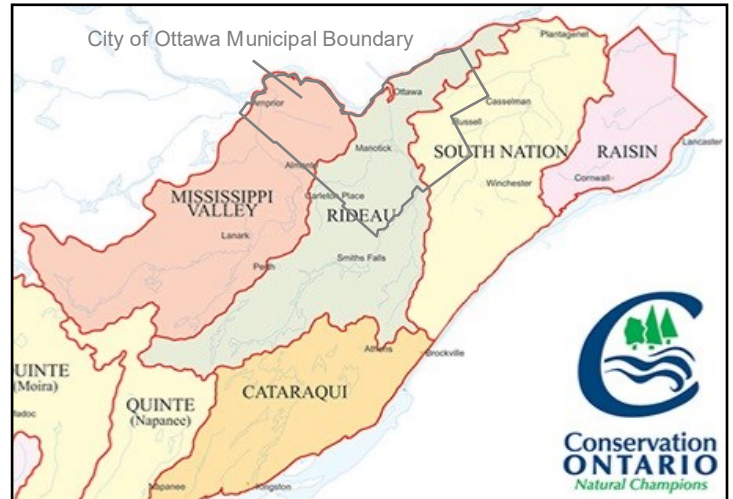 City of Ottawa Municipal Boundary
Plantagenet
Arnprior
Ottawa
Casselman
Russell
Manotick
SOUTH NATION
RAISIN
Lancaster
Almonte
Cornwall
Winchester
MISSISSIPPI
VALLEY
Carleton Place
RIDEAU
Lanark
Smiths Falls
Perth
Athens
Brockville
UINTE
(Moira)
adoc
CATARAQUI
QUINTE
(Napanee)
Napanee
Kingston
Conservation
ONTARIO
Natural Champions